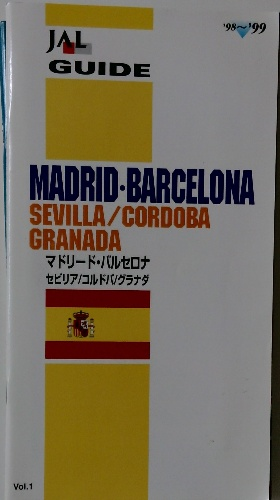 JAL
'98~'99
GUIDE
MADRID·BARCELONA
SEVILLA/CORDOBA
GRANADA
マドリード・バルセロナ
セビリア/コルドバ/グラナダ
Vol.1